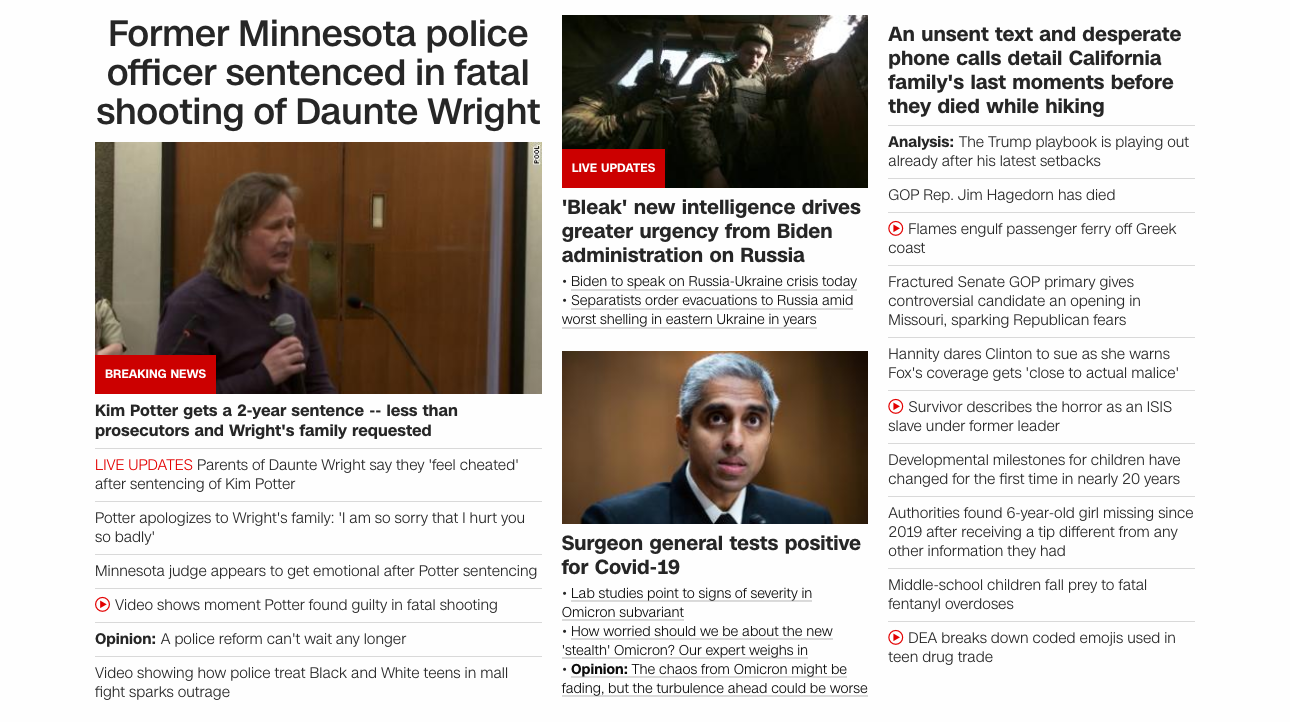 Former Minnesota police
officer sentenced in fatal
shooting of Daunte Wright
POOL
BREAKING NEWS
Kim Potter gets a 2-year sentence -- less than
prosecutors and Wright's family requested
LIVE UPDATES Parents of Daunte Wright say they 'feel cheated'
after sentencing of Kim Potter
Potter apologizes to Wright's family: 'I am so sorry that I hurt you
so badly'
Minnesota judge appears to get emotional after Potter sentencing
Video shows moment Potter found guilty in fatal shooting
Opinion: A police reform can't wait any longer
Video showing how police treat Black and White teens in mall
fight sparks outrage
LIVE UPDATES
'Bleak' new intelligence drives
greater urgency from Biden
administration on Russia
• Biden to speak on Russia-Ukraine crisis today
• Separatists order evacuations to Russia amid
worst shelling in eastern Ukraine in years
Surgeon general tests positive
for Covid-19
• Lab studies point to signs of severity in
Omicron subvariant
• How worried should we be about the new
'stealth' Omicron? Our expert weighs in
• Opinion: The chaos from Omicron might be
fading, but the turbulence ahead could be worse
An unsent text and desperate
phone calls detail California
family's last moments before
they died while hiking
Analysis: The Trump playbook is playing out
already after his latest setbacks
GOP Rep. Jim Hagedorn has died
Flames engulf passenger ferry off Greek
coast
Fractured Senate GOP primary gives
controversial candidate an opening in
Missouri, sparking Republican fears
Hannity dares Clinton to sue as she warns
Fox's coverage gets 'close to actual malice'
Survivor describes the horror as an ISIS
slave under former leader
Developmental milestones for children have
changed for the first time in nearly 20 years
Authorities found 6-year-old girl missing since
2019 after receiving a tip different from any
other information they had
Middle-school children fall prey to fatal
fentanyl overdoses
DEA breaks down coded emojis used in
teen drug trade